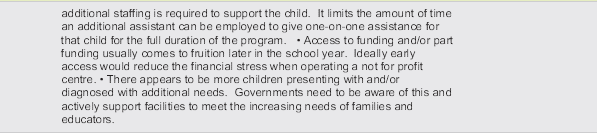 additional staffing is required to support the child.  It limits the amount of time
an additional assistant can be employed to give one-on-one assistance for
that child for the full duration of the program.   • Access to funding and/or part
funding usually comes to fruition later in the school year.  Ideally early
access would reduce the financial stress when operating a not for profit
centre. • There appears to be more children presenting with and/or
diagnosed with additional needs.  Governments need to be aware of this and
actively support facilities to meet the increasing needs of families and
educators.